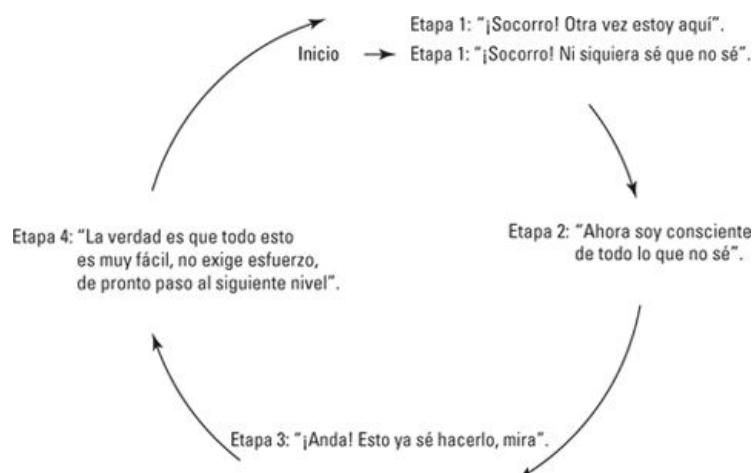 Etapa 1: “¡Socorro! Otra vez estoy aquí”.
Inicio
Etapa 1: “¡Socorro! Ni siquiera sé que no sé”.
Etapa 2: “Ahora soy consciente
de todo lo que no sé”.
Etapa 4: “La verdad es que todo esto
es muy fácil, no exige esfuerzo,
de pronto paso al siguiente nivel”.
Etapa 3: “¡Anda! Esto ya sé hacerlo, mira”.